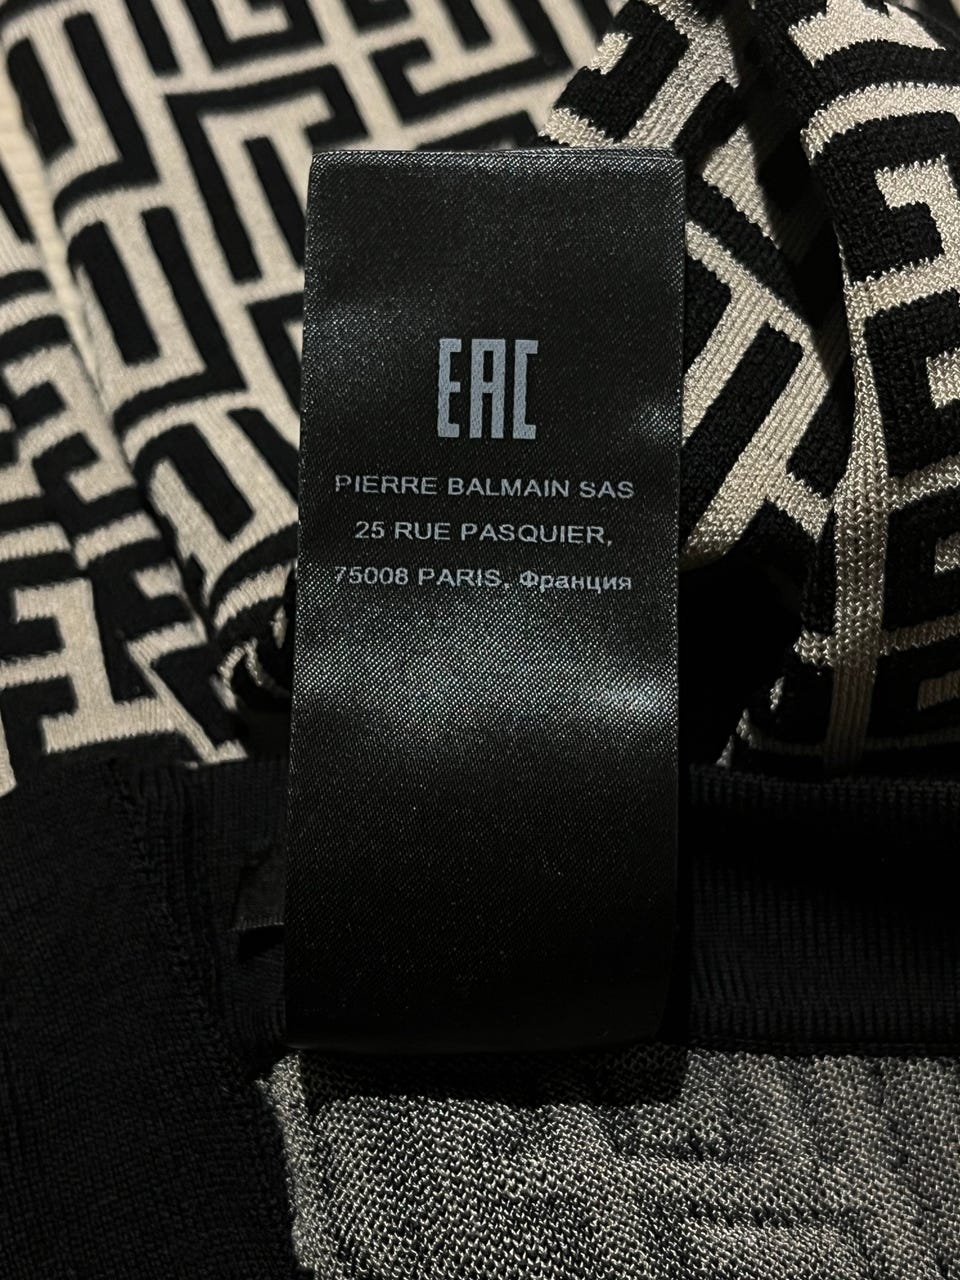 EAC
PIERRE BALMAIN SAS
25 RUE PASQUIER,
75008 PARIS, Франция